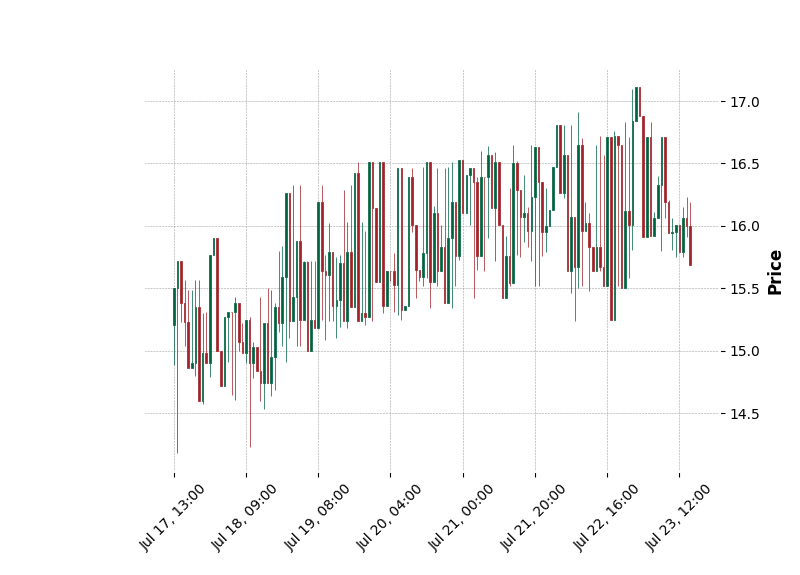 17.0
16.5
16.0
15.5
15.0
14.5
Price
Jul 17, 13:00
Jul 18, 09:00
Jul 19, 08:00
Jul 20, 04:00
Jul 21, 00:00
Jul 21, 20:00
Jul 22, 16:00
Jul 23, 12:00